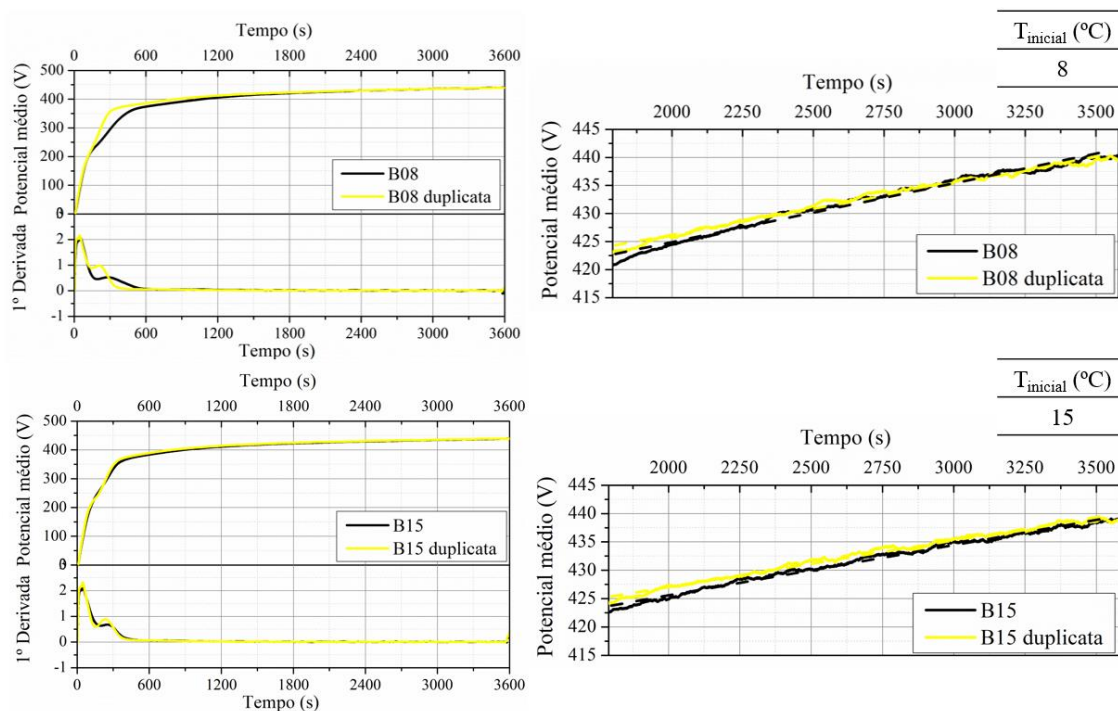 Tempo (s)
0 600 1200 1800 2400 3000 3600
500
400
300
200
100
0
Potencial médio (V)
B08
B08 duplicata
2
1
0
-1
1º Derivada
0 600 1200 1800 2400 3000 3600
Tempo (s)
Tinicial (ºC)
8
Tempo (s)
2000 2250 2500 2750 3000 3250 3500
445
440
435
430
425
420
415
Potencial médio (V)
B08
B08 duplicata
Tempo (s)
0 600 1200 1800 2400 3000 3600
500
400
300
200
100
Potencial médio (V)
B15
B15 duplicata
2
1
0
-1
1º Derivada
0 600 1200 1800 2400 3000 3600
Tempo (s)
Tinicial (ºC)
15
Tempo (s)
2000 2250 2500 2750 3000 3250 3500
445
440
435
430
425
420
415
Potencial médio (V)
B15
B15 duplicata